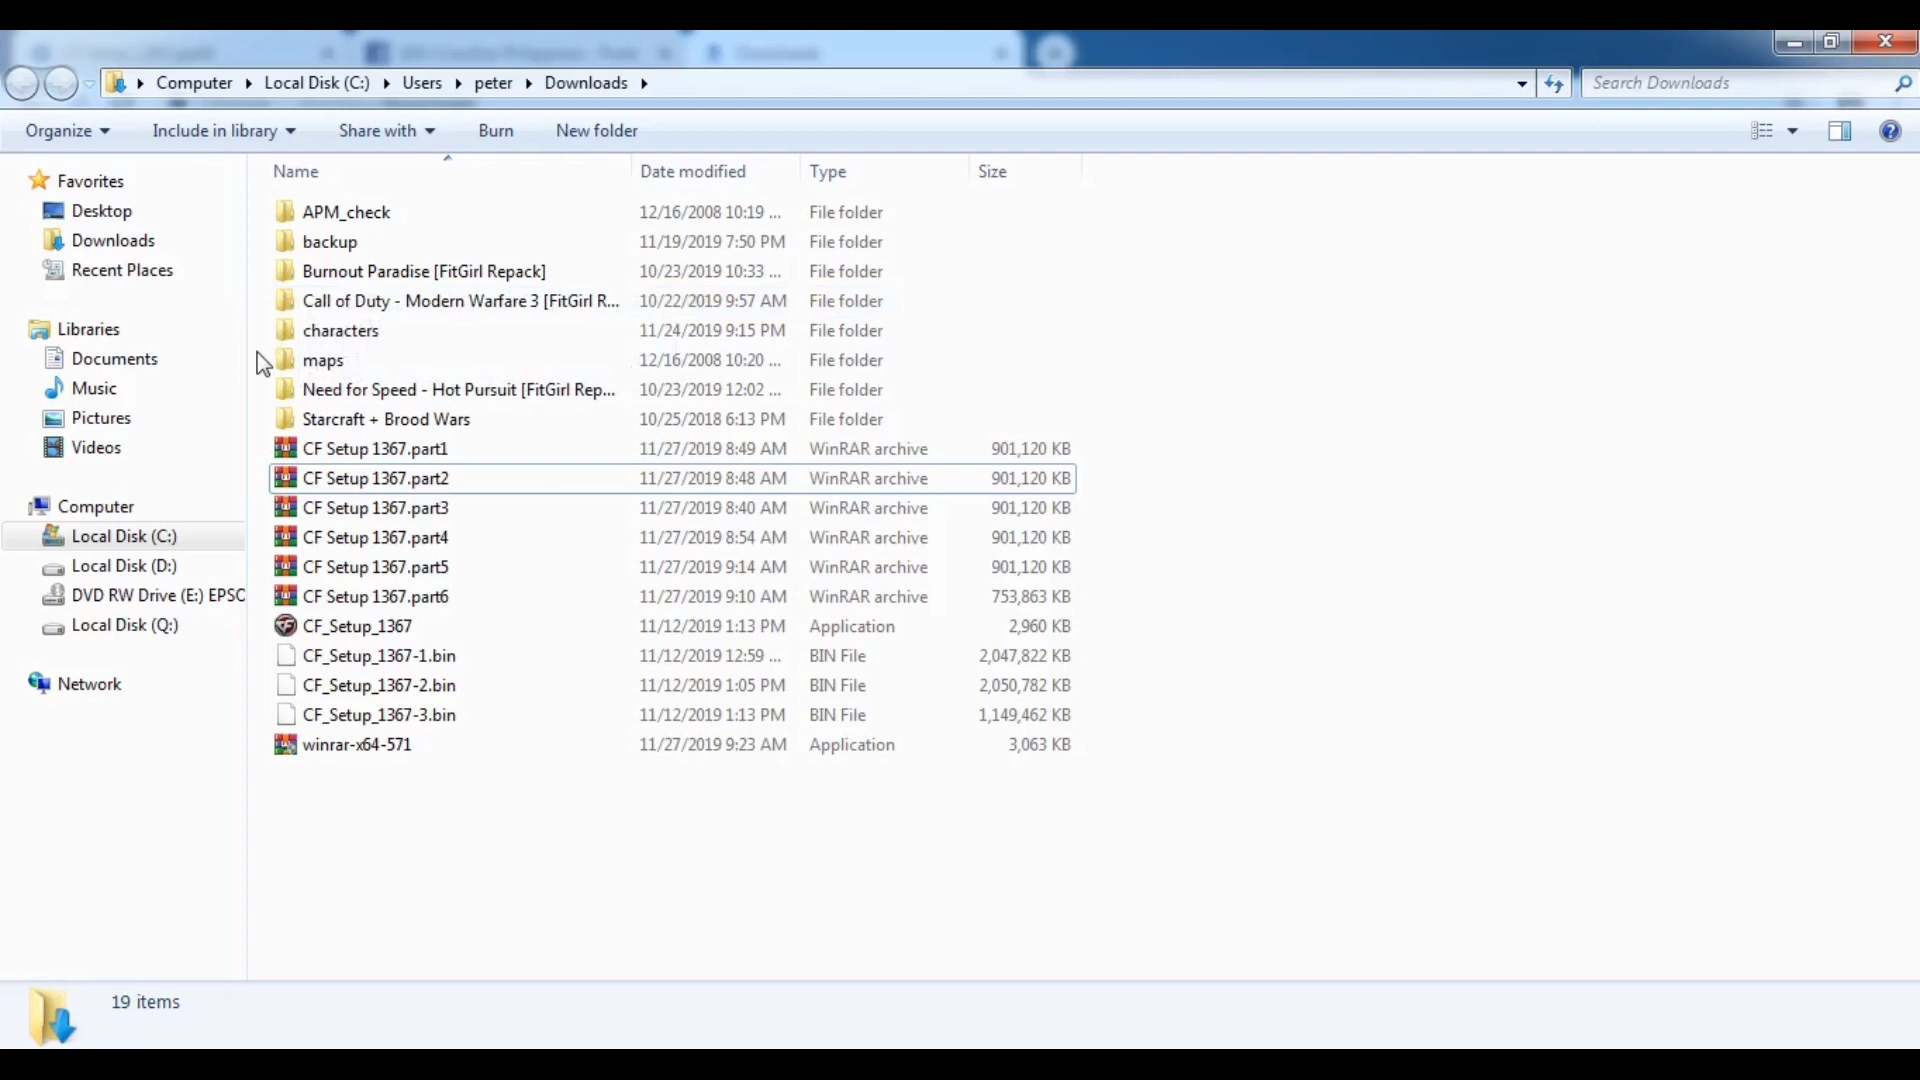 Computer Local Disk (C:) Users peter Downloads
Search Downloads
Organize Include in library Share with Burn New folder
Name Date modified Type Size
Favorites
Desktop
Downloads
Recent Places
Libraries
Documents
Music
Pictures
Videos
Computer
Local Disk (C:)
Local Disk (D:)
DVD RW Drive (E:) EPSC
Local Disk (Q:)
Network
APM_check 12/16/2008 10:19 ... File folder
backup 11/19/2019 7:50 PM File folder
Burnout Paradise [FitGirl Repack] 10/23/2019 10:33 ... File folder
Call of Duty - Modern Warfare 3 [FitGirl R... 10/22/2019 9:57 AM File folder
characters 11/24/2019 9:15 PM File folder
maps 12/16/2008 10:20 ... File folder
Need for Speed - Hot Pursuit [FitGirl Rep... 10/23/2019 12:02 ... File folder
Starcraft + Brood Wars 10/25/2018 6:13 PM File folder
CF Setup 1367.part1 11/27/2019 8:49 AM WinRAR archive 901,120 KB
CF Setup 1367.part2 11/27/2019 8:48 AM WinRAR archive 901,120 KB
CF Setup 1367.part3 11/27/2019 8:40 AM WinRAR archive 901,120 KB
CF Setup 1367.part4 11/27/2019 8:54 AM WinRAR archive 901,120 KB
CF Setup 1367.part5 11/27/2019 9:14 AM WinRAR archive 901,120 KB
CF Setup 1367.part6 11/27/2019 9:10 AM WinRAR archive 753,863 KB
CF_Setup_1367 11/12/2019 1:13 PM Application 2,960 KB
CF_Setup_1367-1.bin 11/12/2019 12:59 ... BIN File 2,047,822 KB
CF_Setup_1367-2.bin 11/12/2019 1:05 PM BIN File 2,050,782 KB
CF_Setup_1367-3.bin 11/12/2019 1:13 PM BIN File 1,149,462 KB
winrar-x64-571 11/27/2019 9:23 AM Application 3,063 KB
19 items